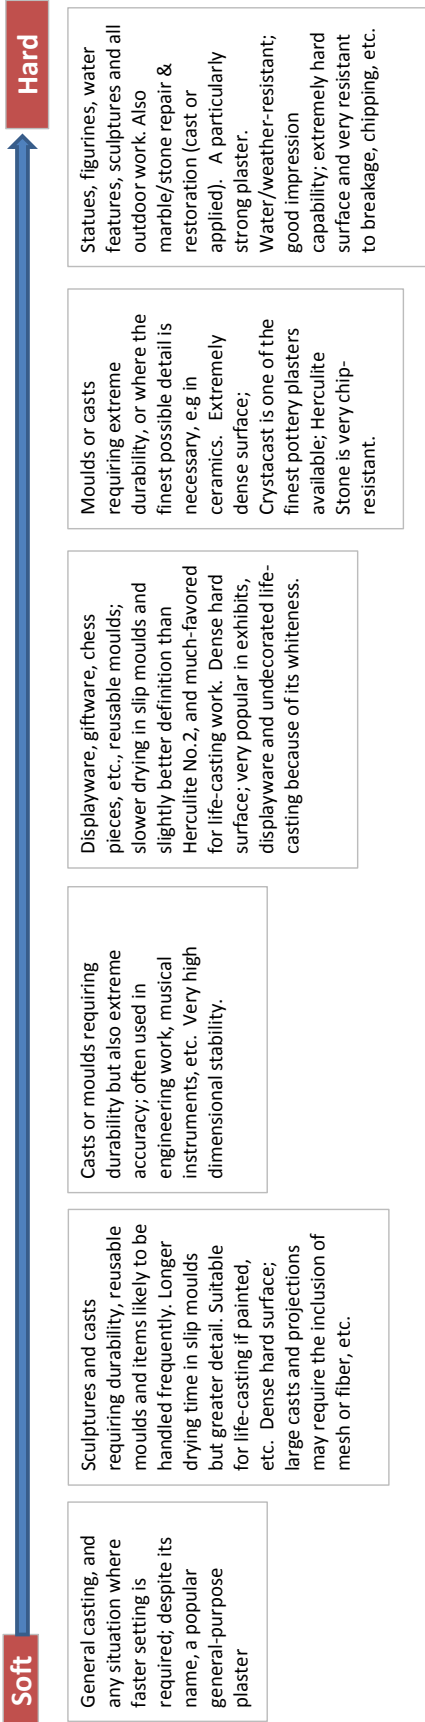 Soft
Hard
General casting, and
any situation where
faster setting is
required; despite its
name, a popular
general-purpose
plaster
Sculptures and casts
requiring durability, reusable
moulds and items likely to be
handled frequently. Longer
drying time in slip moulds
but greater detail. Suitable
for life-casting if painted,
etc. Dense hard surface;
large casts and projections
may require the inclusion of
mesh or fiber, etc.
Casts or moulds requiring
durability but also extreme
accuracy; often used in
engineering work, musical
instruments, etc. Very high
dimensional stability.
Displayware, giftware, chess
pieces, etc., reusable moulds;
slower drying in slip moulds and
slightly better definition than
Herculite No.2, and much-favored
for life-casting work. Dense hard
surface; very popular in exhibits,
displayware and undecorated life-
casting because of its whiteness.
Moulds or casts
requiring extreme
durability, or where the
finest possible detail is
necessary, e.g in
ceramics. Extremely
dense surface;
Crystacast is one of the
finest pottery plasters
available; Herculite
Stone is very chip-
resistant.
Statues, figurines, water
features, sculptures and all
outdoor work. Also
marble/stone repair &
restoration (cast or
applied). A particularly
strong plaster.
Water/weather-resistant;
good impression
capability; extremely hard
surface and very resistant
to breakage, chipping, etc.